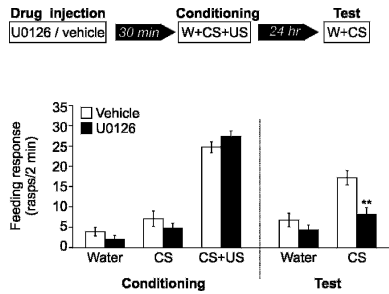 Drug injection Conditioning Test
U0126 / vehicle 30 min W+CS+US 24 hr W+CS
Feeding response
(rasps/2 min)
35
30
25
20
15
10
5
0
Vehicle
U0126
**
Water CS CS+US Water CS
Conditioning Test